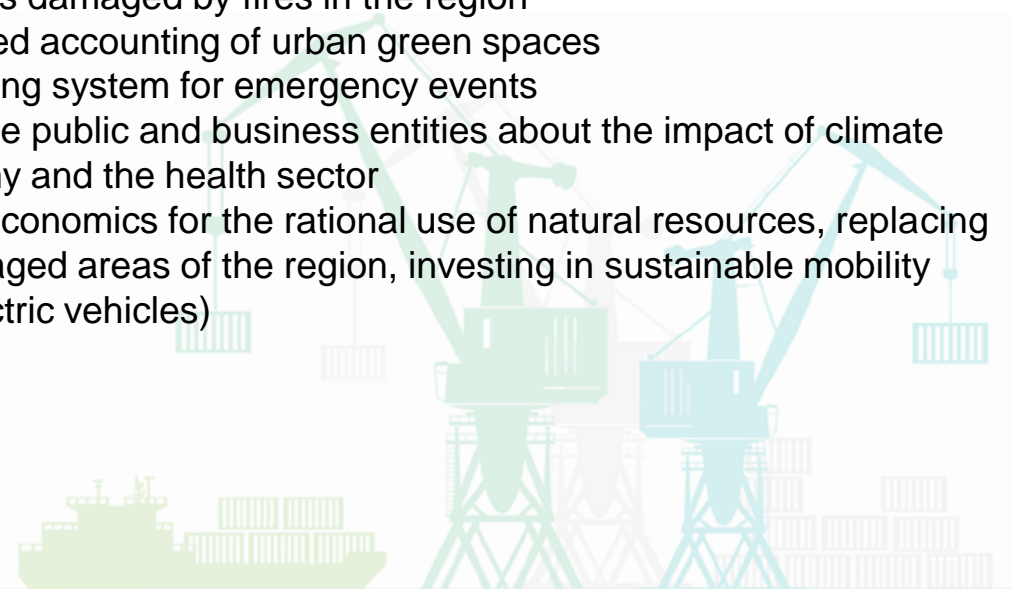 s damaged by fires in the region
ed accounting of urban green spaces
ng system for emergency events
e public and business entities about the impact of climate
y and the health sector
conomics for the rational use of natural resources, replacing
aged areas of the region, investing in sustainable mobility
ctric vehicles)